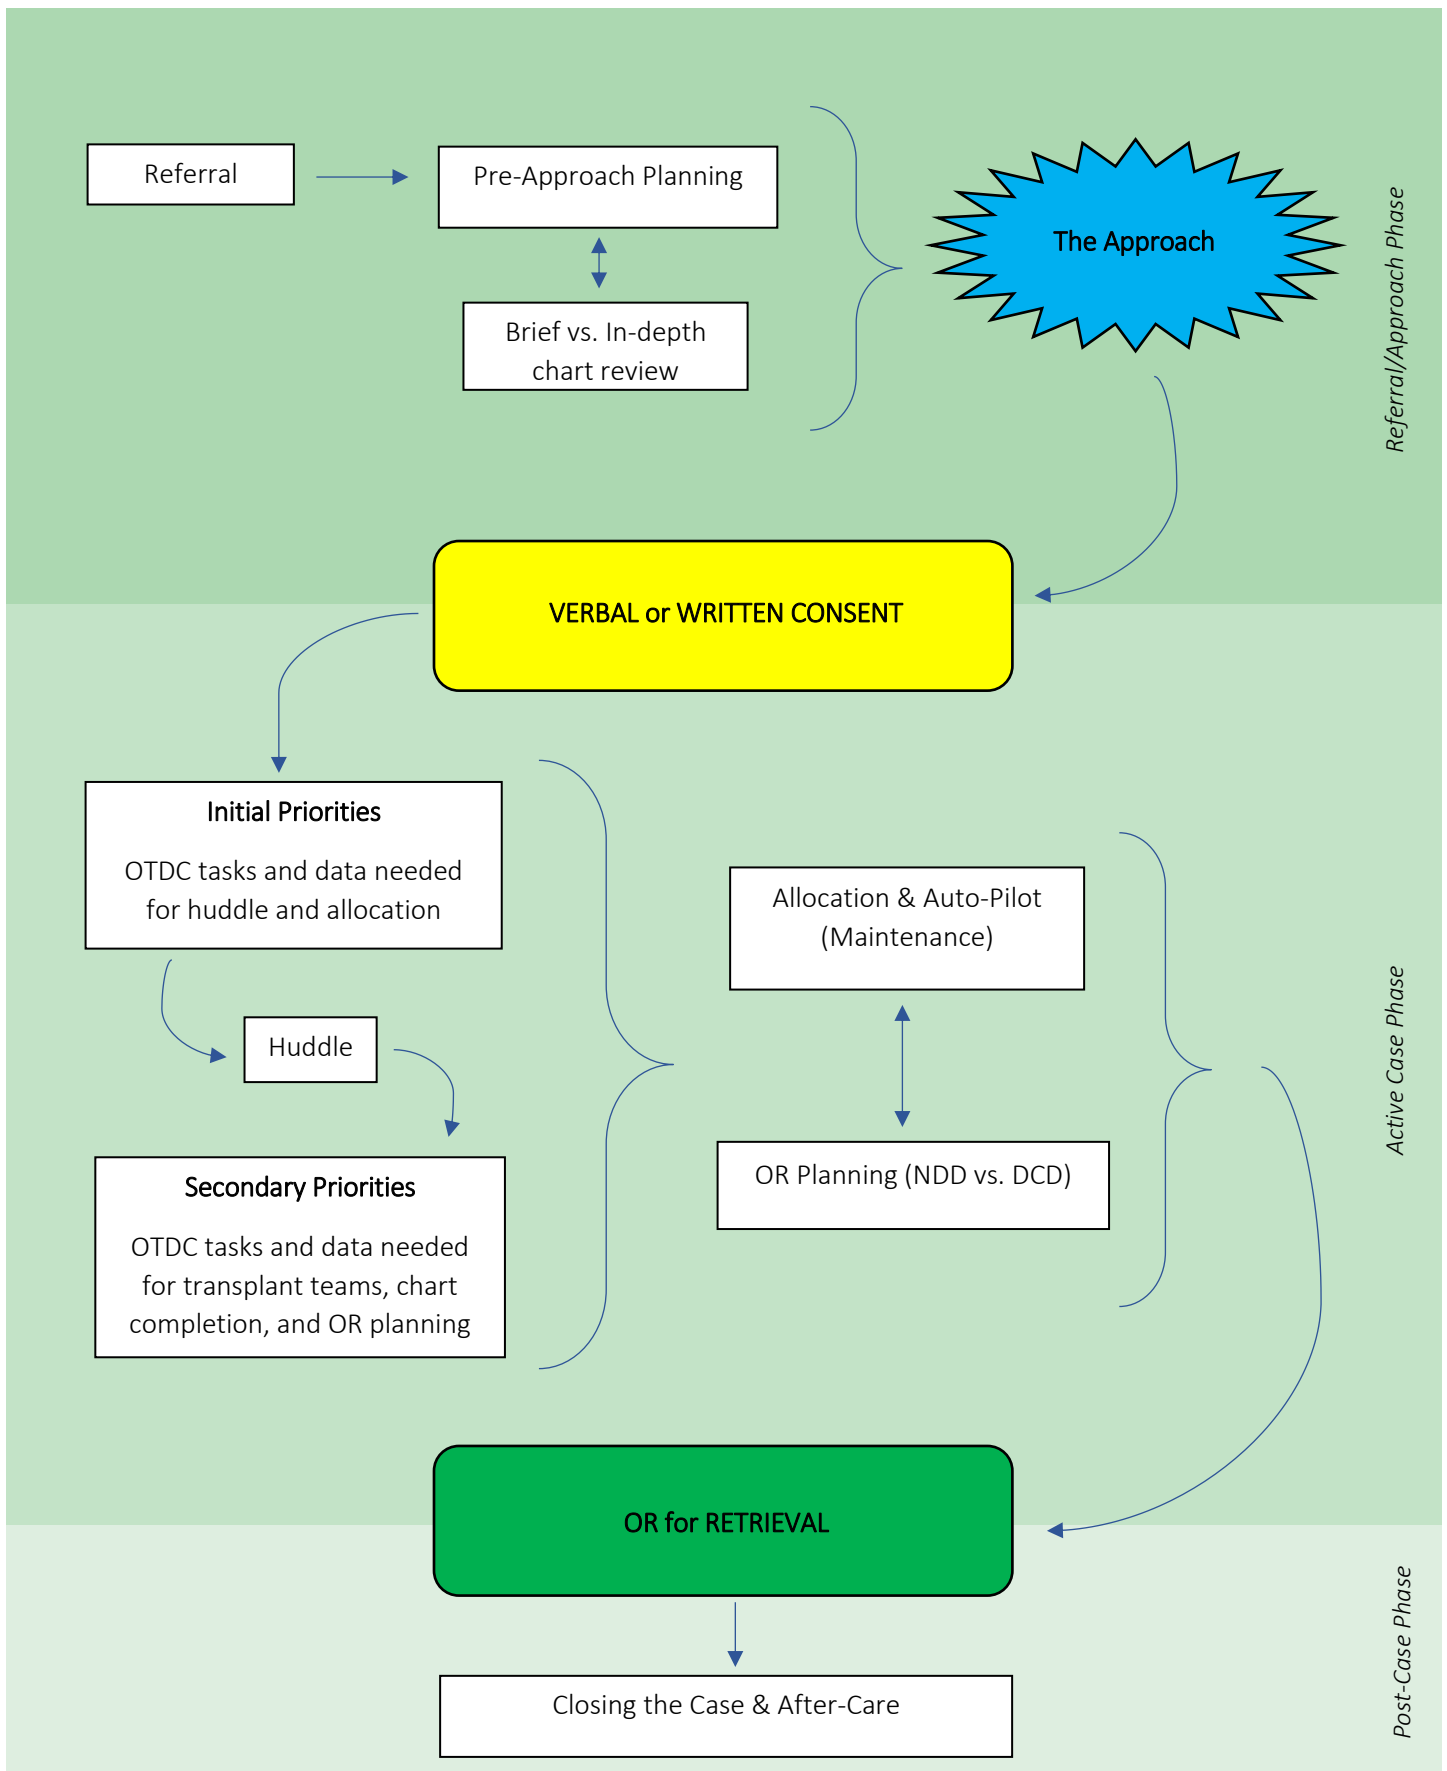 Referral
Pre-Approach Planning
Brief vs. In-depth
chart review
The Approach
Referral/Approach Phase
VERBAL or WRITTEN CONSENT
Initial Priorities
OTDC tasks and data needed
for huddle and allocation
Huddle
Secondary Priorities
OTDC tasks and data needed
for transplant teams, chart
completion, and OR planning
Allocation & Auto-Pilot
(Maintenance)
OR Planning (NDD vs. DCD)
Active Case Phase
OR for RETRIEVAL
Closing the Case & After-Care
Post-Case Phase